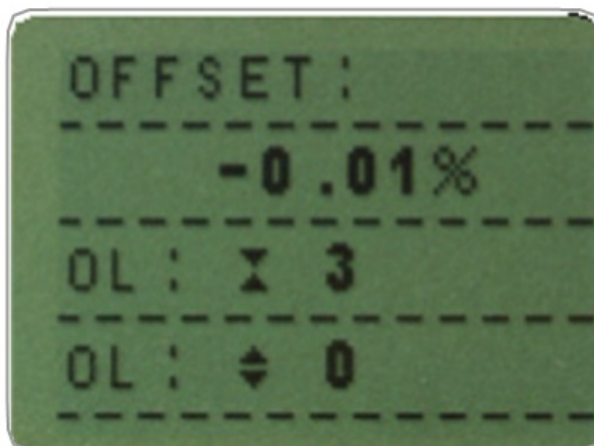 OFFSET:
-0.01%
OL: ⧗ 3
OL: ♦ 0